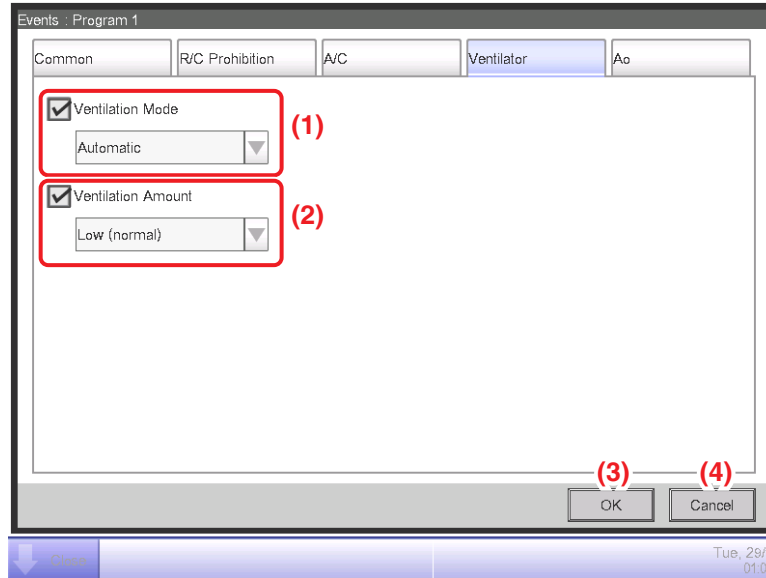 Events : Program 1
Common R/C Prohibition A/C Ventilator Ao
Ventilation Mode
(1)
Automatic
Ventilation Amount
(2)
Low (normal)
(3) (4)
OK Cancel
Close
Tue, 29/
01:0